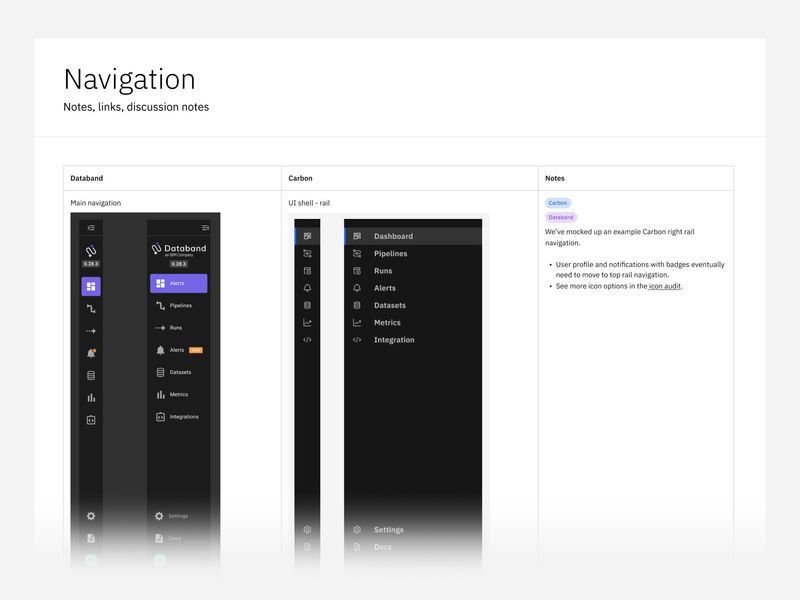 Navigation
Notes, links, discussion notes
Databand
Carbon
Notes
Main navigation
0.28.3
Databand
an IBM Company
0.28.3
Alerts
Pipelines
Runs
Alerts NEW
Datasets
Metrics
Integrations
Settings
Docs
UI shell - rail
Dashboard
Pipelines
Runs
Alerts
Datasets
Metrics
Integration
Settings
Docs
Carbon
Databand
We've mocked up an example Carbon right rail
navigation.
• User profile and notifications with badges eventually
need to move to top rail navigation.
• See more icon options in the icon audit.